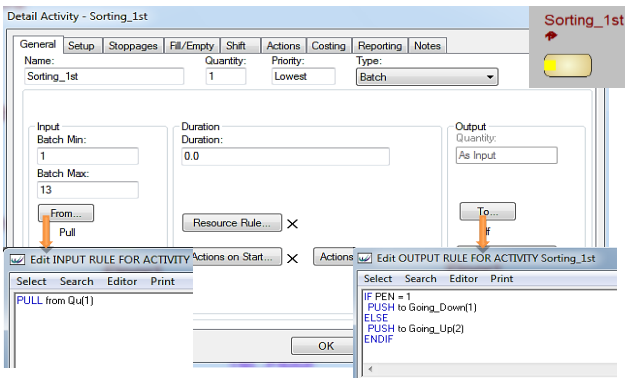 Detail Activity - Sorting_1st
Sorting_1st
General Setup Stoppages Fill/Empty Shift Actions Costing Reporting Notes
Name: Quantity: Priority: Type:
Sorting_1st 1 Lowest Batch
Input Duration Output
Batch Min: Duration: Quantity:
1 0.0 As Input
Batch Max:
13
From... To...
Pull If
Resource Rule...
Actions on Start... Actions
Edit INPUT RULE FOR ACTIVITY
Select Search Editor Print
PULL from Qu(1)
Edit OUTPUT RULE FOR ACTIVITY Sorting_1st
Select Search Editor Print
IF PEN = 1
PUSH to Going_Down(1)
ELSE
PUSH to Going_Up(2)
ENDIF
OK